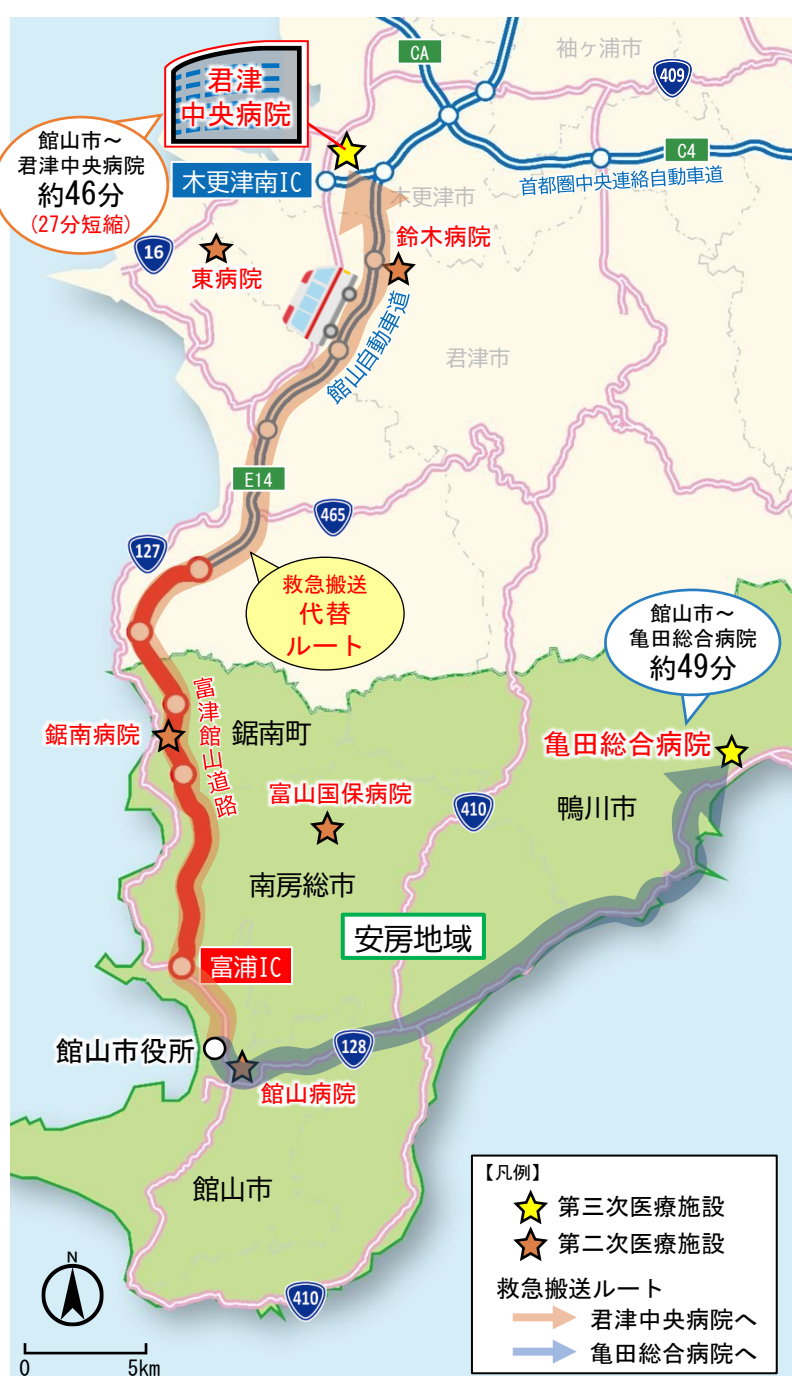 君津
中央病院
CA
袖ヶ浦市
409
館山市～
君津中央病院
約46分
(27分短縮)
木更津南IC
C4
首都圏中央連絡自動車道
木更津市
16
東病院
鈴木病院
館山自動車道
君津市
E14
465
127
救急搬送
代替
ルート
館山市～
亀田総合病院
約49分
富津館山道路
鋸南病院
鋸南町
亀田総合病院
富山国保病院
410
鴨川市
南房総市
安房地域
富浦IC
館山市役所
128
館山病院
館山市
410
【凡例】
第三次医療施設
第二次医療施設
救急搬送ルート
君津中央病院へ
亀田総合病院へ
N
0 5km